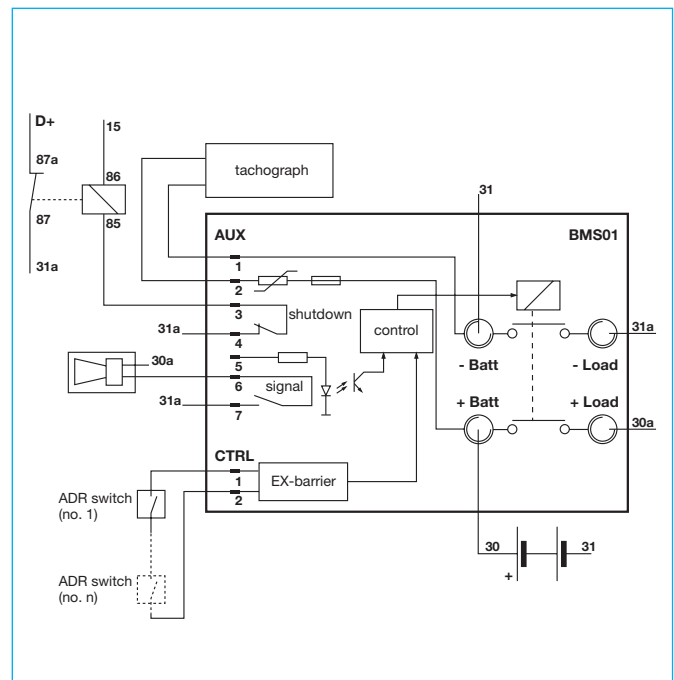 D+
15
87a
86
87
85
31a
tachograph
31
AUX
BMS01
1
2
3
shutdown
31a
4
control
31a
- Batt
- Load
5
30a
6
signal
+ Batt
+ Load
31a
7
30a
CTRL
1
EX-barrier
2
ADR switch
(no. 1)
30
31
+
ADR switch
(no. n)